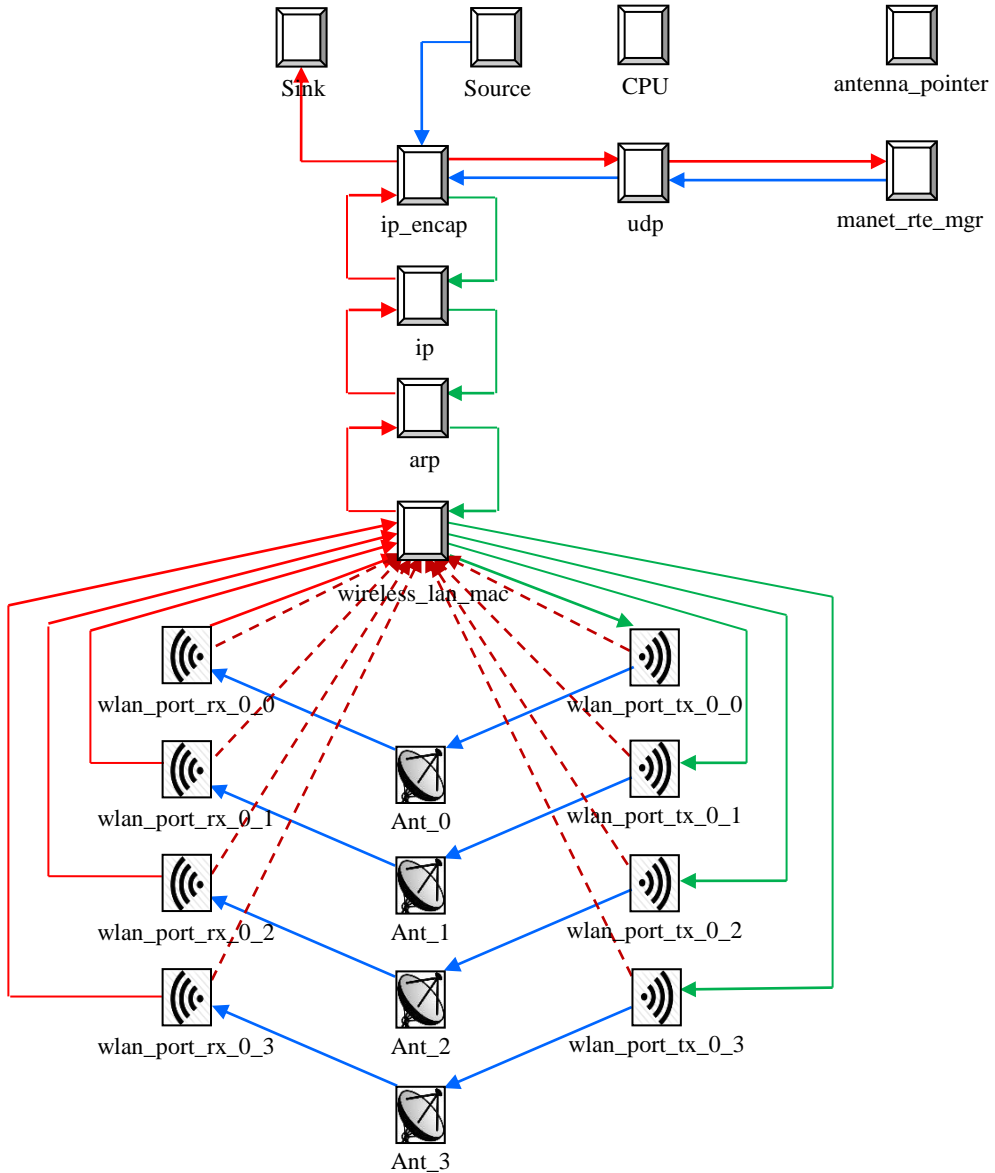 Sink
Source
CPU
antenna_pointer
ip_encap
udp
manet_rte_mgr
ip
arp
wireless_lan_mac
wlan_port_rx_0_0
wlan_port_tx_0_0
wlan_port_rx_0_1
Ant_0
wlan_port_tx_0_1
wlan_port_rx_0_2
Ant_1
wlan_port_tx_0_2
wlan_port_rx_0_3
Ant_2
wlan_port_tx_0_3
Ant_3